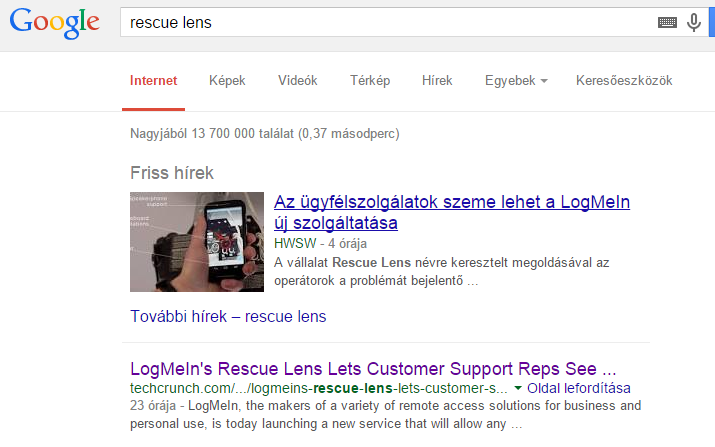 Google
rescue lens
Internet Képek Videók Térkép Hírek Egyebek Keresőeszközök
Nagyjából 13 700 000 találat (0,37 másodperc)
Friss hírek
Speakerphone
support
Az ügyfélszolgálatok szeme lehet a LogMeIn
új szolgáltatása
HWSW - 4 órája
A vállalat Rescue Lens névre keresztelt megoldásával az
operátorok a problémát bejelentő ...
További hírek – rescue lens
LogMeIn's Rescue Lens Lets Customer Support Reps See ...
techcrunch.com/.../logmeins-rescue-lens-lets-customer-s... Oldal lefordítása
23 órája - LogMeIn, the makers of a variety of remote access solutions for business and
personal use, is today launching a new service that will allow any ...